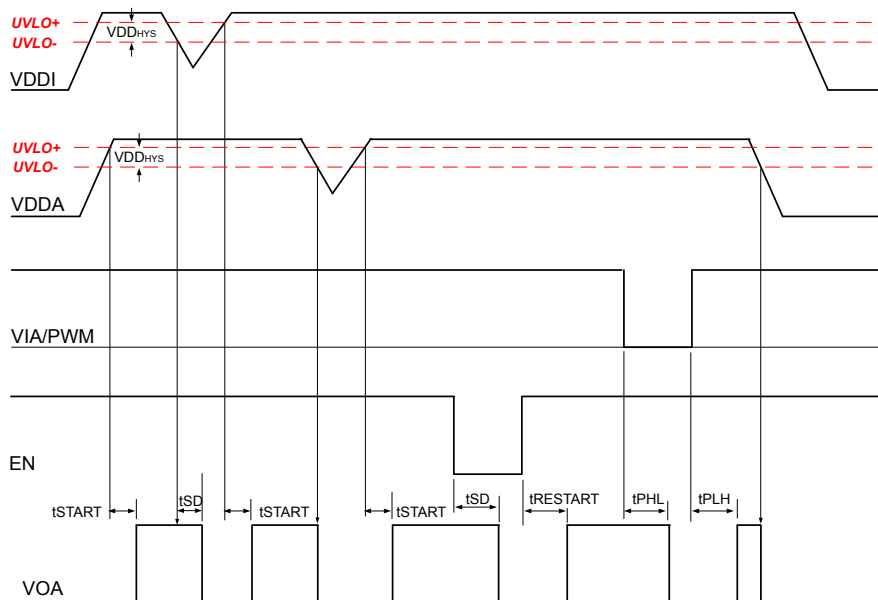 UVLO+
VDDHYS
UVLO-
VDDI
UVLO+
VDDHYS
UVLO-
VDDA
VIA/PWM
EN
tSTART
tSD
tSTART
tSTART
tSD
tRESTART
tPHL
tPLH
VOA